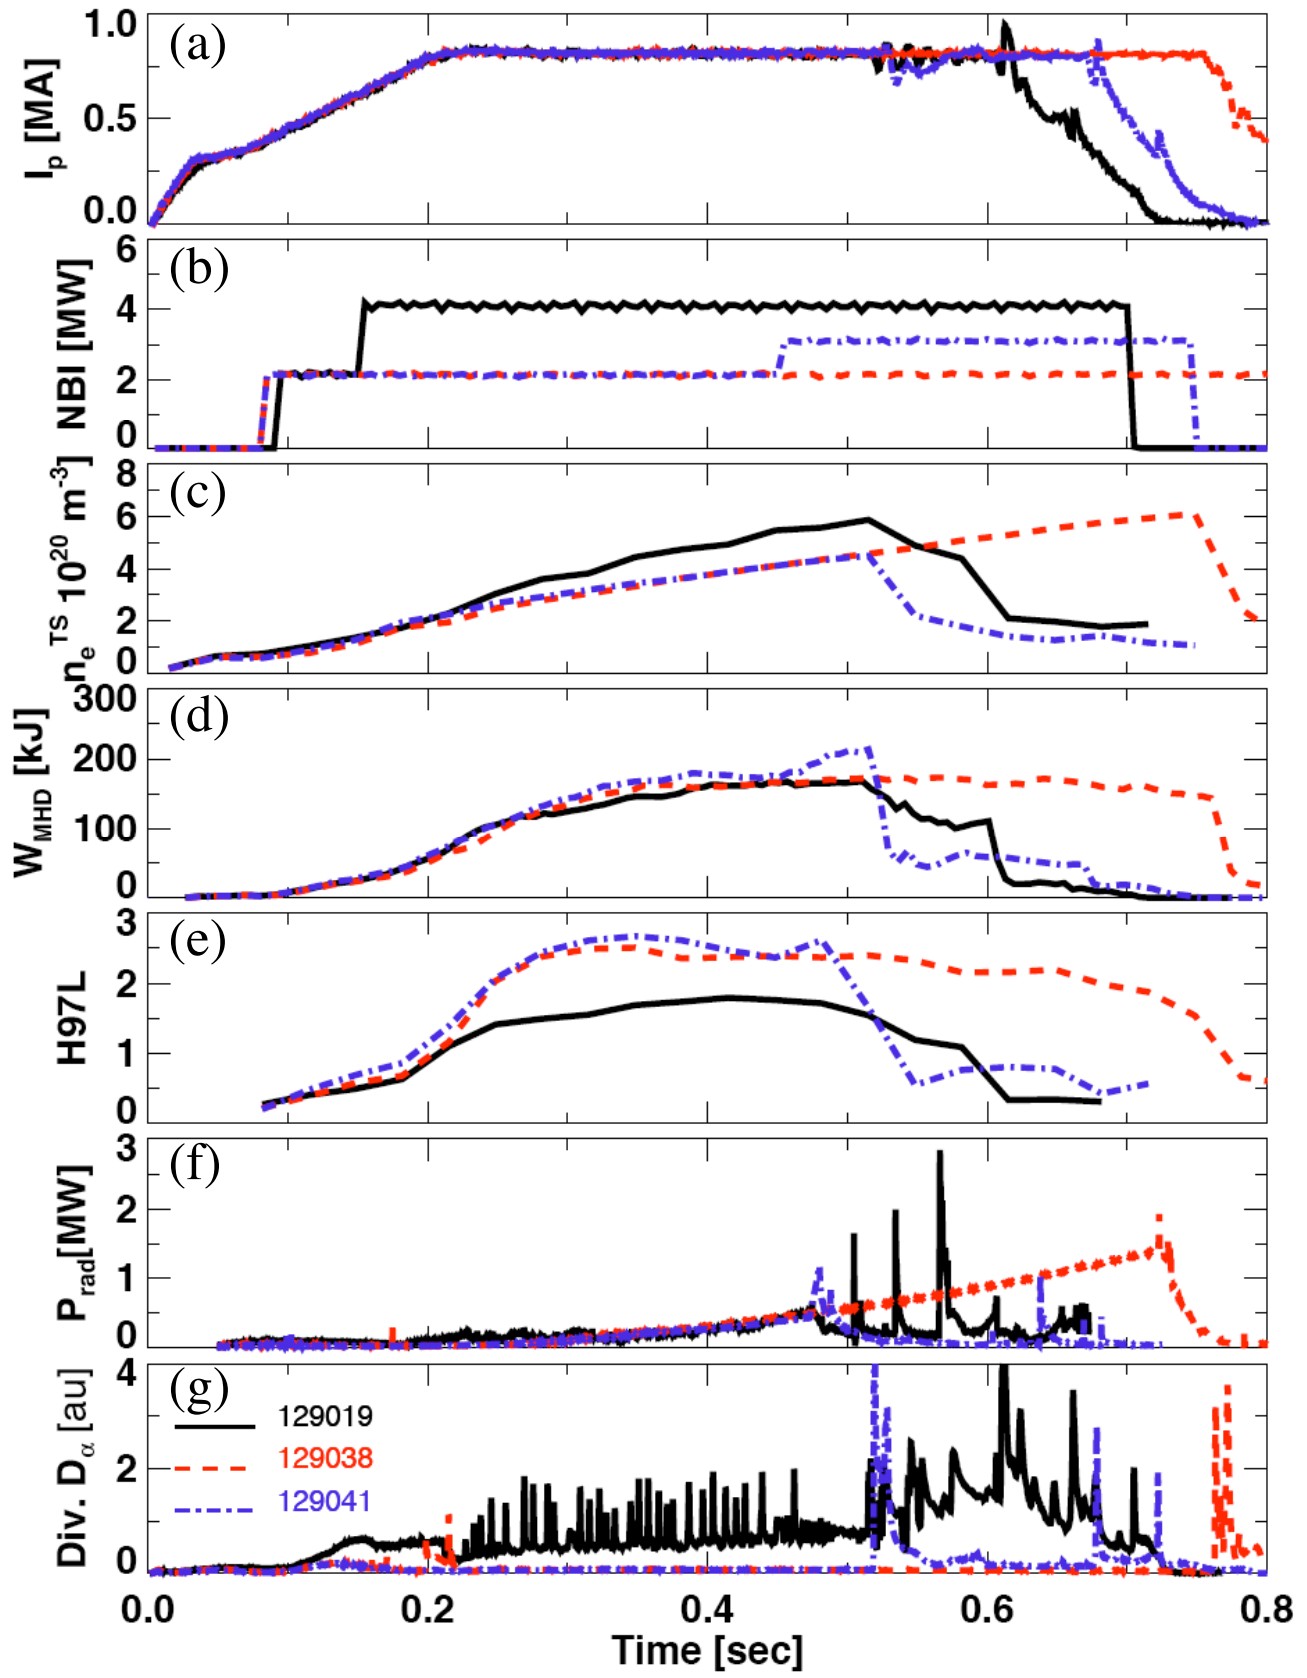 (a)
1.0
0.5
0.0
Ip [MA]
(b)
6
4
2
0
NBI [MW]
(c)
8
6
4
2
0
ne^TS 10^20 m^-3]
(d)
300
200
100
0
W_MHD [kJ]
(e)
3
2
1
0
H97L
(f)
3
2
1
0
P_rad[MW]
(g)
4
2
0
Div. D_α [au]
129019
129038
129041
0.0 0.2 0.4 0.6 0.8
Time [sec]